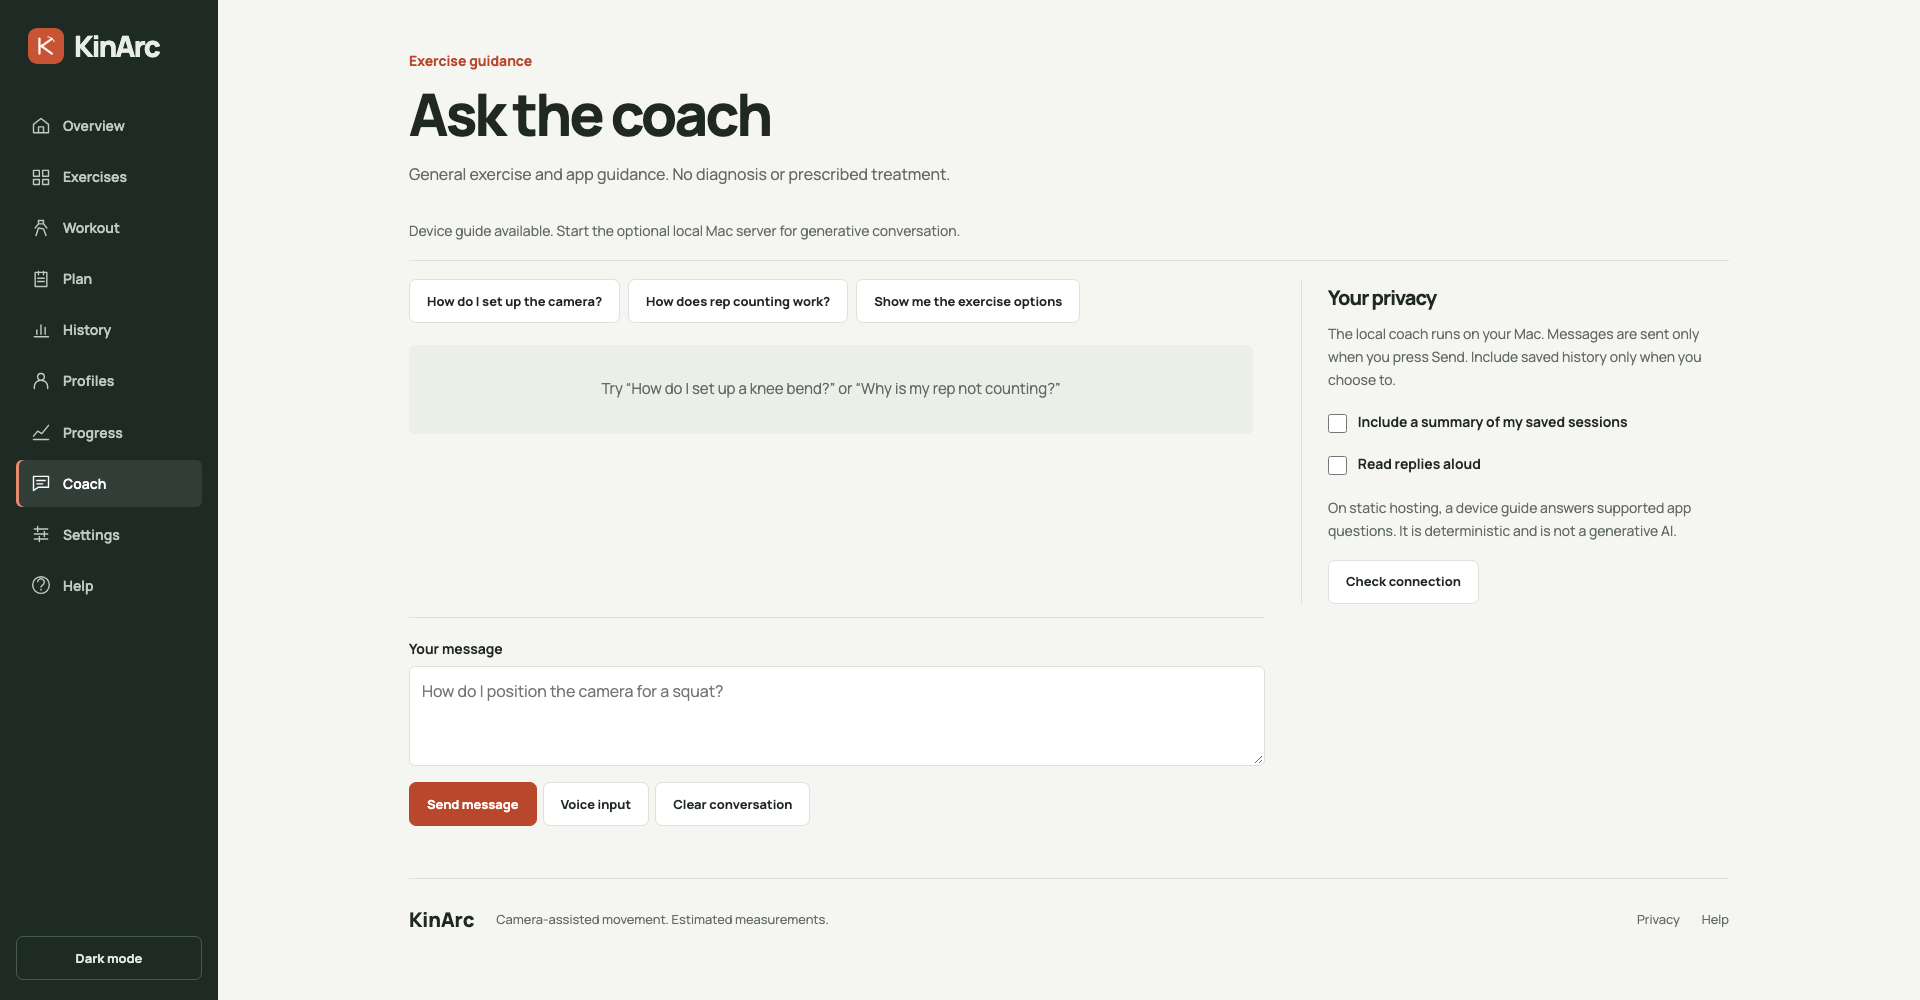 KinArc
Overview
Exercises
Workout
Plan
History
Profiles
Progress
Coach
Settings
Help
Dark mode
Exercise guidance
Ask the coach
General exercise and app guidance. No diagnosis or prescribed treatment.
Device guide available. Start the optional local Mac server for generative conversation.
How do I set up the camera?
How does rep counting work?
Show me the exercise options
Try “How do I set up a knee bend?” or “Why is my rep not counting?”
Your message
How do I position the camera for a squat?
Send message
Voice input
Clear conversation
Your privacy
The local coach runs on your Mac. Messages are sent only
when you press Send. Include saved history only when you
choose to.
Include a summary of my saved sessions
Read replies aloud
On static hosting, a device guide answers supported app
questions. It is deterministic and is not a generative AI.
Check connection
KinArc
Camera-assisted movement. Estimated measurements.
Privacy
Help